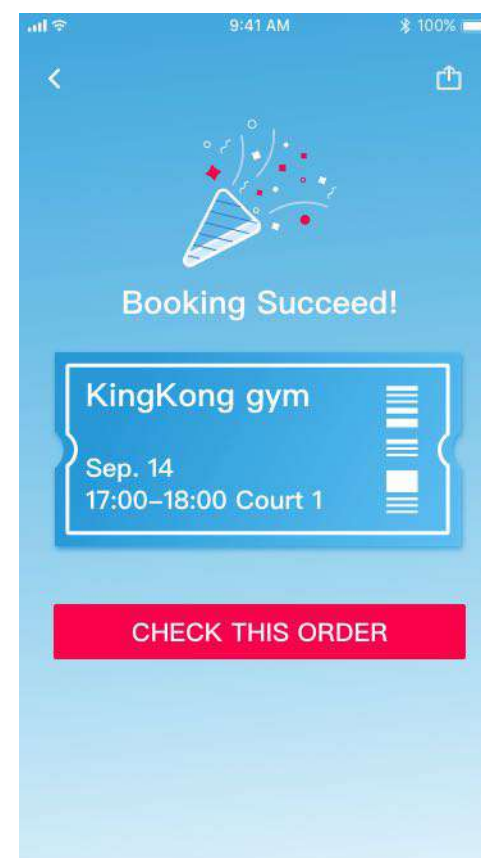 9:41 AM
100%
Booking Succeed!
KingKong gym
Sep. 14
17:00–18:00 Court 1
CHECK THIS ORDER